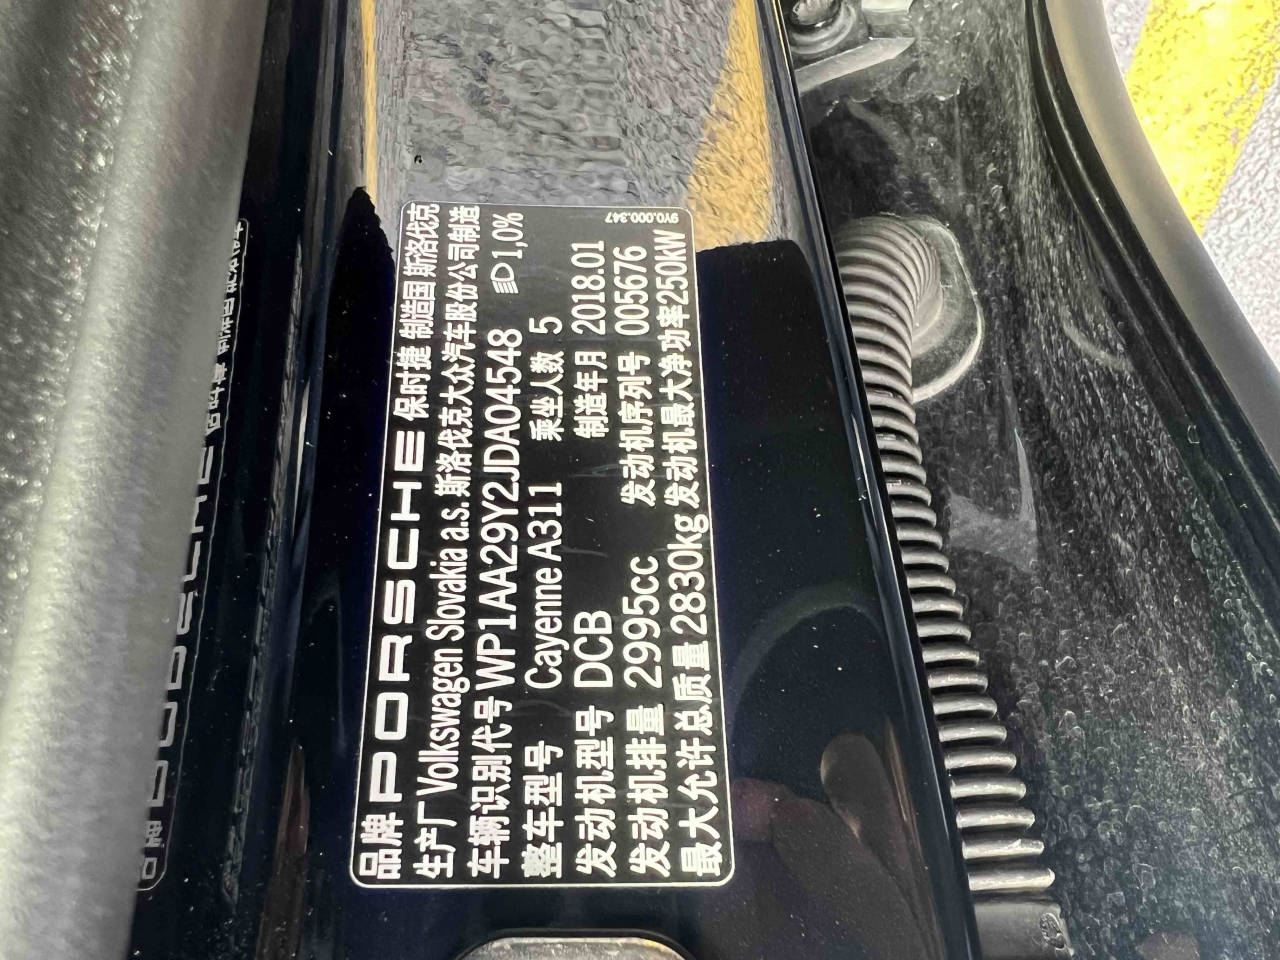 品牌 PORSCHE 保时捷 制造国 斯洛伐克
生产厂 Volkswagen Slovakia a.s. 斯洛伐克大众汽车股份公司制造
车辆识别代号 WP1AA29Y2JDA04548 1,0%
整车型号 Cayenne A311 乘坐人数 5
发动机型号 DCB 制造年月 2018.01
发动机排量 2995cc 发动机序列号 005676
最大允许总质量 2830kg 发动机最大净功率 250kW
9Y0.000.347